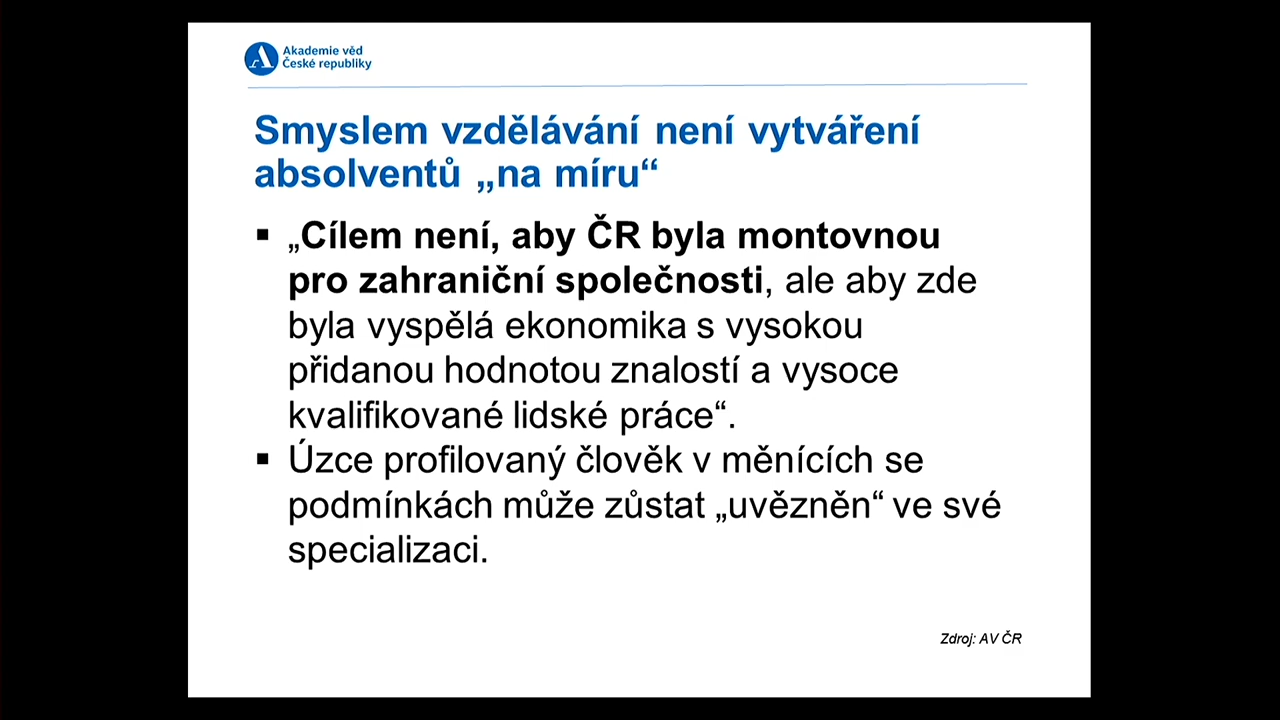 Akademie věd
České republiky
Smyslem vzdělávání není vytváření
absolventů „na míru“
▪ „Cílem není, aby ČR byla montovnou
pro zahraniční společnosti, ale aby zde
byla vyspělá ekonomika s vysokou
přidanou hodnotou znalostí a vysoce
kvalifikované lidské práce“.
▪ Úzce profilovaný člověk v měnících se
podmínkách může zůstat „uvězněn“ ve své
specializaci.
Zdroj: AV ČR